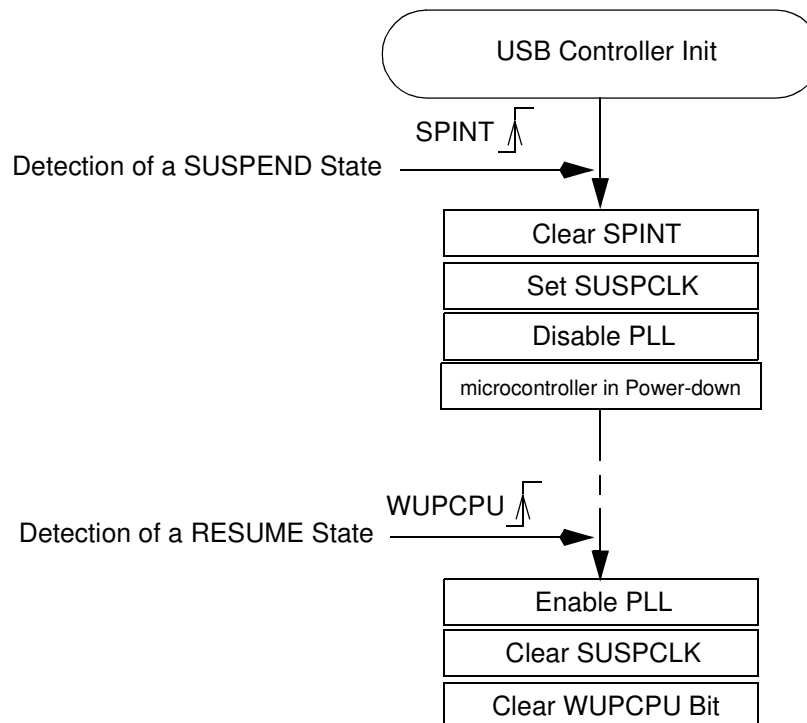 USB Controller Init
SPINT
Detection of a SUSPEND State
Clear SPINT
Set SUSPCLK
Disable PLL
microcontroller in Power-down
WUPCPU
Detection of a RESUME State
Enable PLL
Clear SUSPCLK
Clear WUPCPU Bit